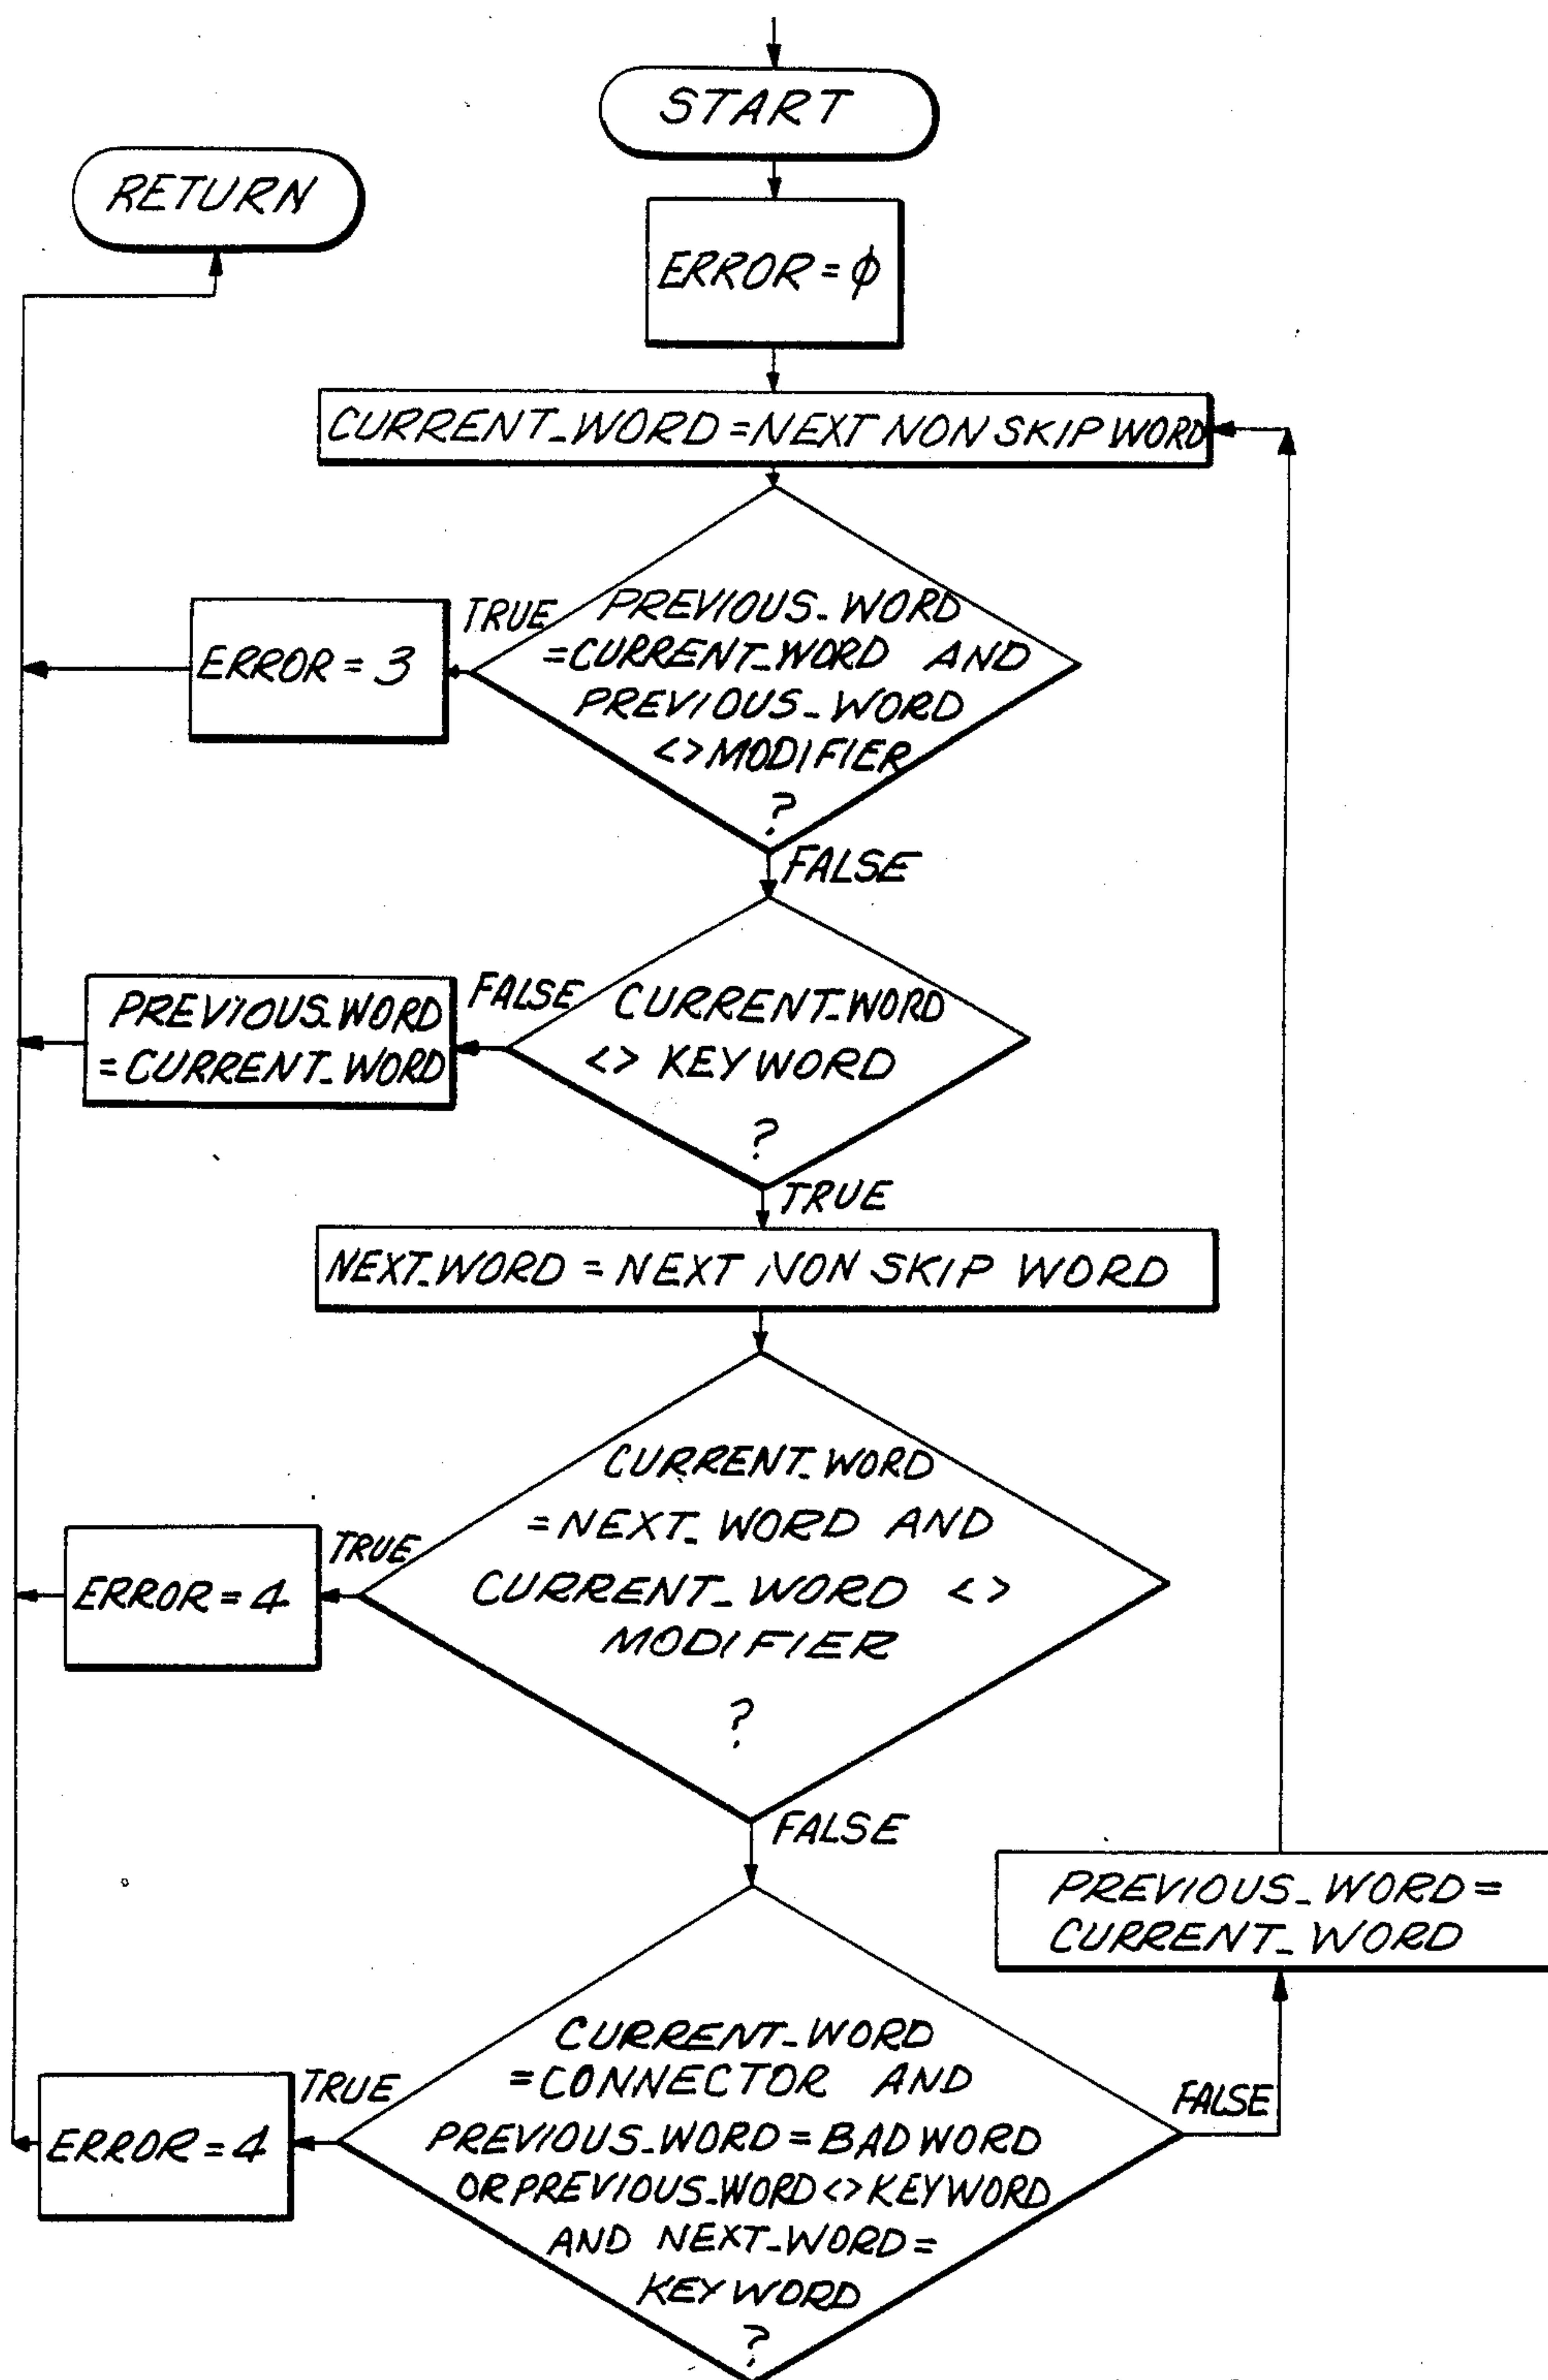 START
RETURN
ERROR = ϕ
CURRENT_WORD = NEXT NON SKIP WORD
TRUE
PREVIOUS_WORD
= CURRENT_WORD AND
PREVIOUS_WORD
<> MODIFIER
?
ERROR = 3
FALSE
FALSE
CURRENT_WORD
<> KEYWORD
?
PREVIOUS_WORD
= CURRENT_WORD
TRUE
NEXT_WORD = NEXT NON SKIP WORD
CURRENT_WORD
= NEXT_WORD AND
CURRENT_WORD <>
MODIFIER
?
TRUE
ERROR = 4
FALSE
PREVIOUS_WORD =
CURRENT_WORD
CURRENT_WORD
= CONNECTOR AND
PREVIOUS_WORD = BAD WORD
OR PREVIOUS_WORD <> KEYWORD
AND NEXT_WORD =
KEYWORD
?
TRUE
ERROR = 4
FALSE